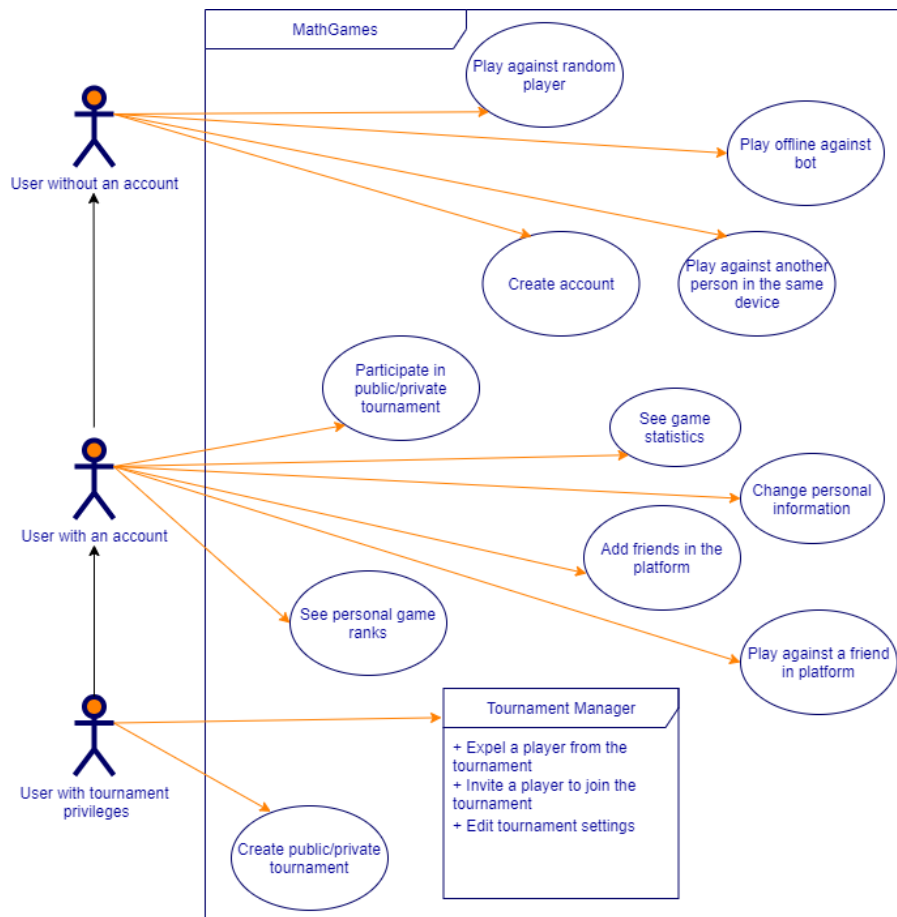 MathGames
Play against random
player
Play offline against
bot
User without an account
Create account
Play against another
person in the same
device
Participate in
public/private
tournament
See game
statistics
Change personal
information
User with an account
Add friends in the
platform
See personal game
ranks
Play against a friend
in platform
Tournament Manager
+ Expel a player from the
tournament
+ Invite a player to join the
tournament
+ Edit tournament settings
User with tournament
privileges
Create public/private
tournament